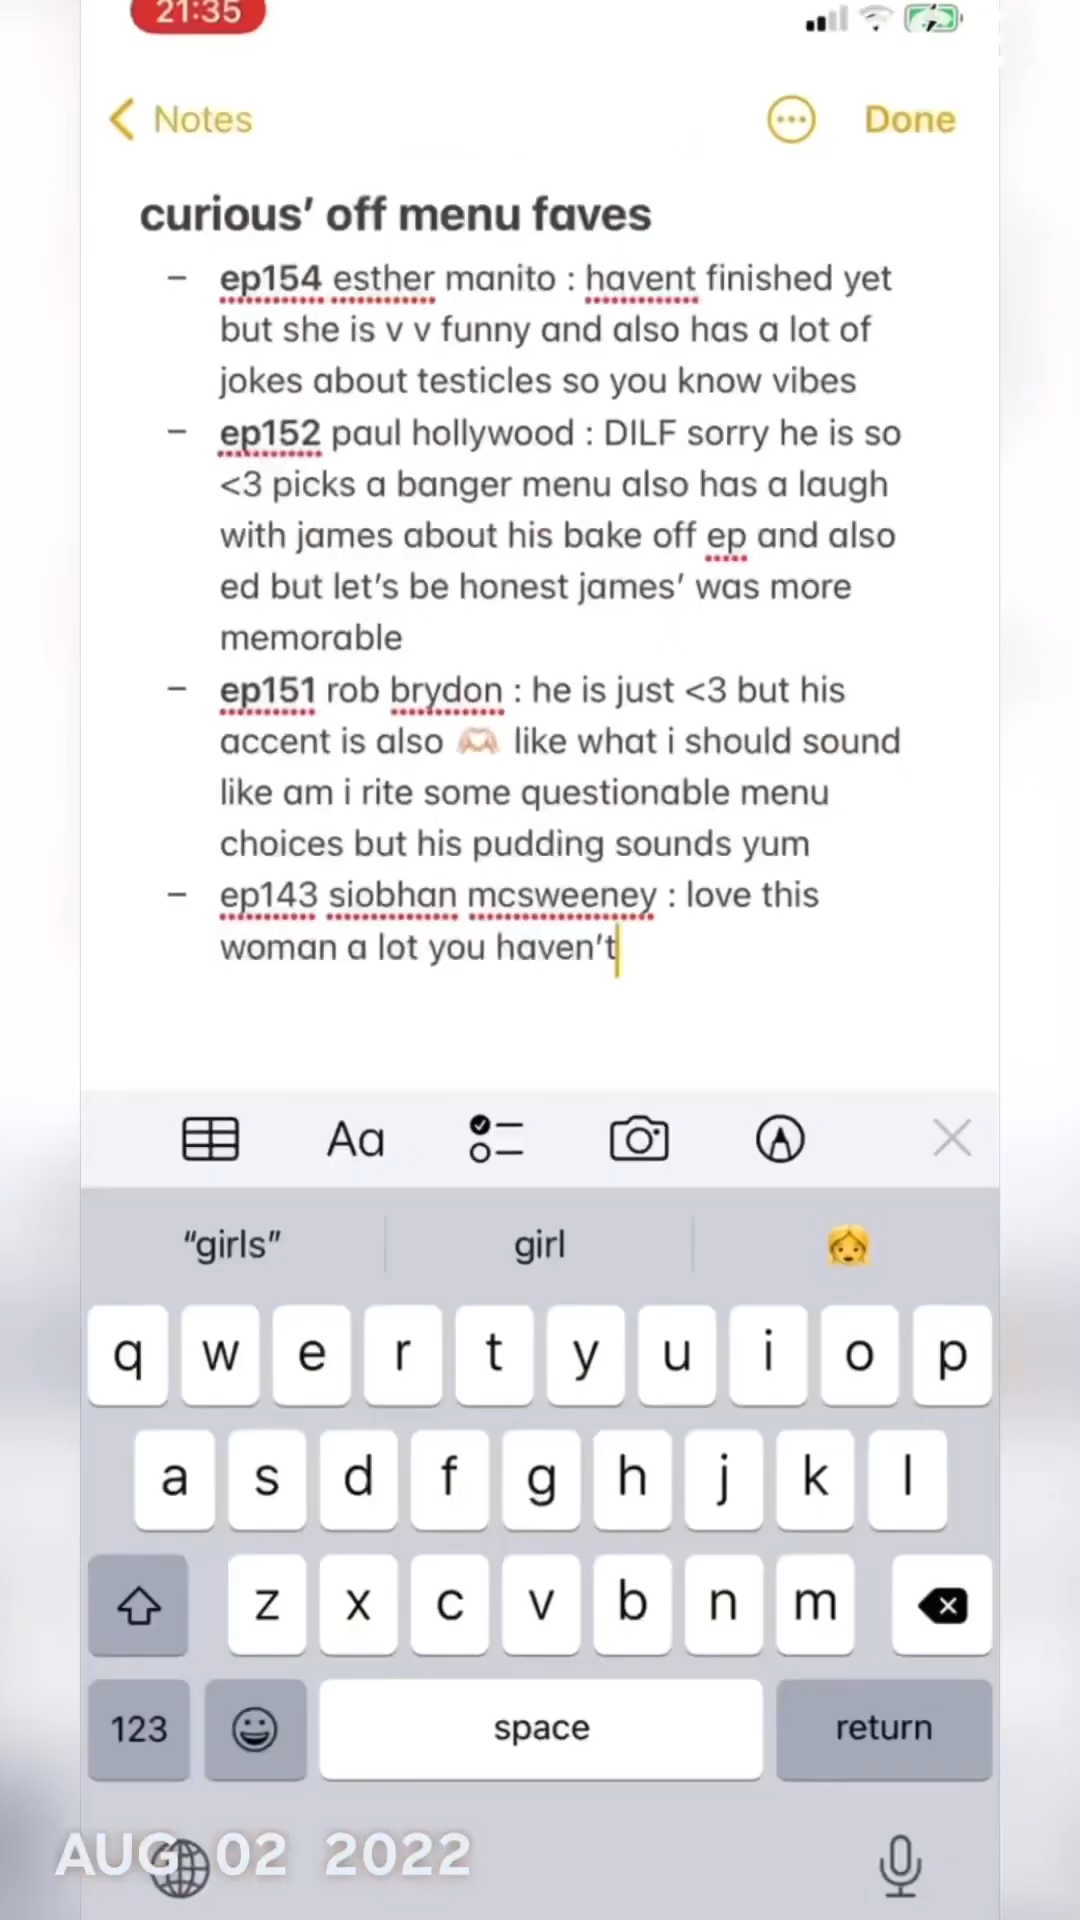 21:35
Notes
Done
curious’ off menu faves
– ep154 esther manito : havent finished yet
but she is v v funny and also has a lot of
jokes about testicles so you know vibes
– ep152 paul hollywood : DILF sorry he is so
<3 picks a banger menu also has a laugh
with james about his bake off ep and also
ed but let’s be honest james’ was more
memorable
– ep151 rob brydon : he is just <3 but his
accent is also 🫶🏻 like what i should sound
like am i rite some questionable menu
choices but his pudding sounds yum
– ep143 siobhan mcsweeney : love this
woman a lot you haven’t
Aa
“girls” girl 👧
q w e r t y u i o p
a s d f g h j k l
z x c v b n m
123 space return
AUG 02 2022